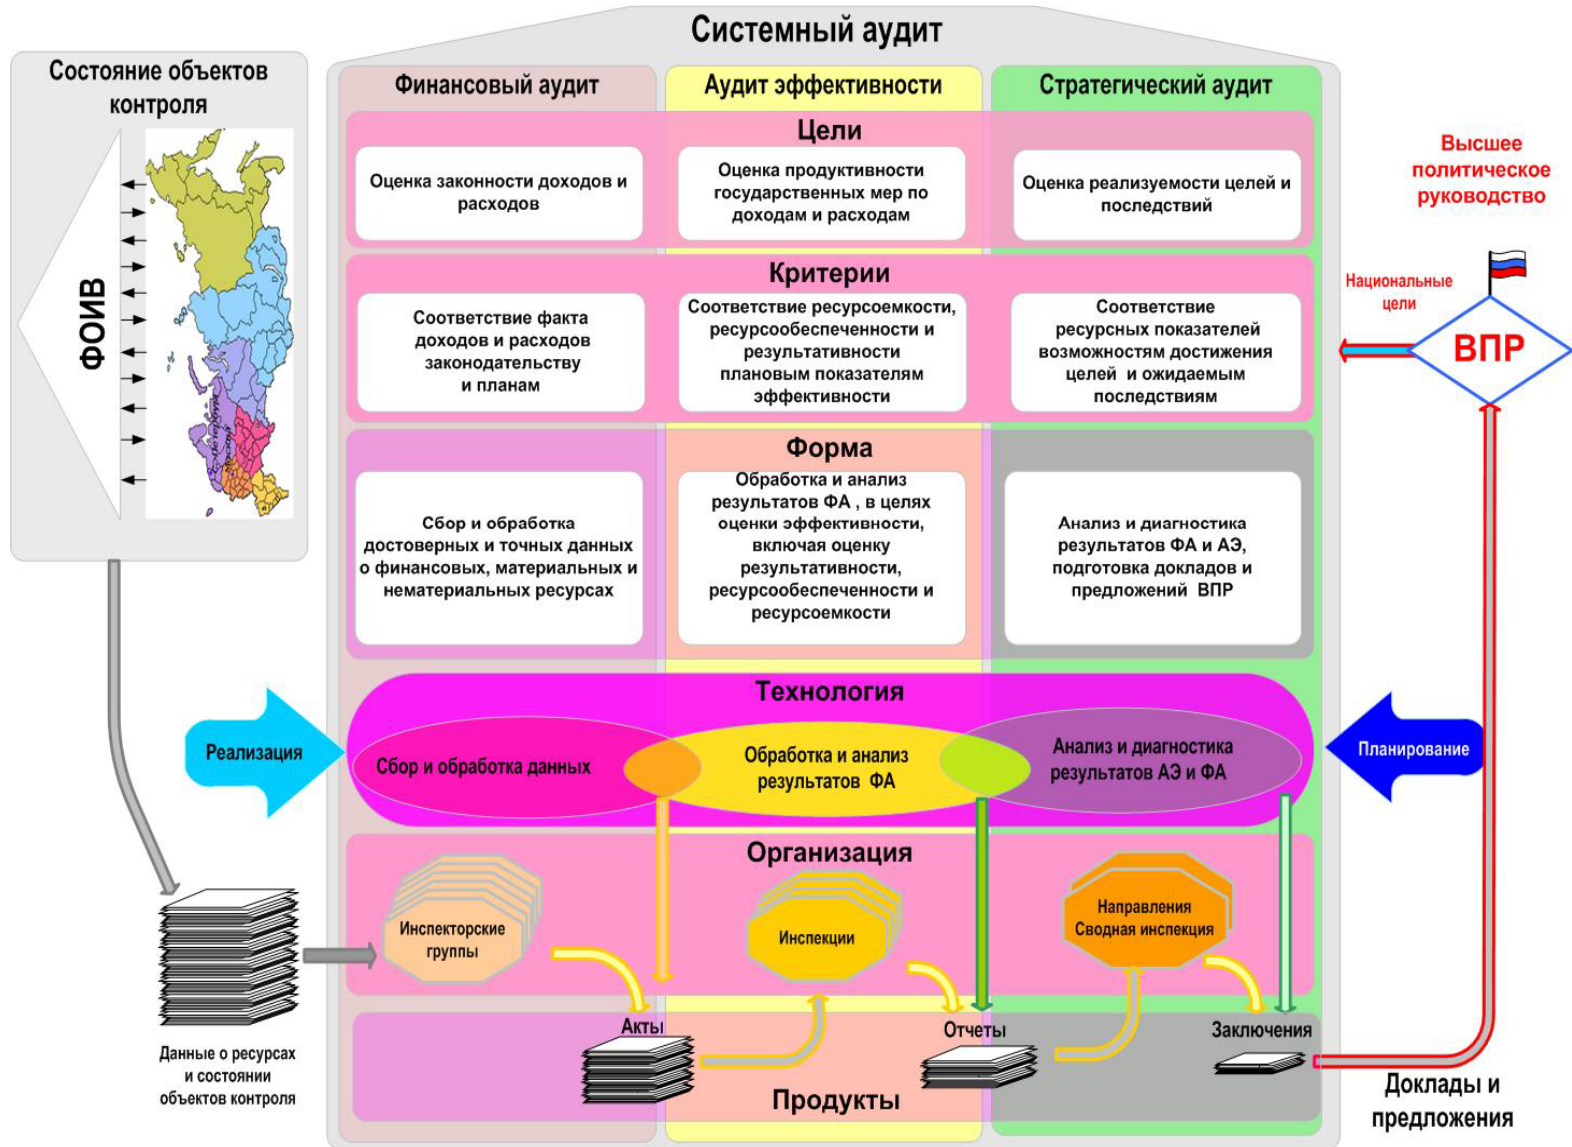 Системный аудит
Состояние объектов
контроля
ФОИВ
Финансовый аудит
Аудит эффективности
Стратегический аудит
Цели
Оценка законности доходов и
расходов
Оценка продуктивности
государственных мер по
доходам и расходам
Оценка реализуемости целей и
последствий
Критерии
Соответствие факта
доходов и расходов
законодательству
и планам
Соответствие ресурсоемкости,
ресурсообеспеченности и
результативности
плановым показателям
эффективности
Соответствие
ресурсных показателей
возможностям достижения
целей и ожидаемым
последствиям
Форма
Сбор и обработка
достоверных и точных данных
о финансовых, материальных и
нематериальных ресурсах
Обработка и анализ
результатов ФА , в целях
оценки эффективности,
включая оценку
результативности,
ресурсообеспеченности и
ресурсоемкости
Анализ и диагностика
результатов ФА и АЭ,
подготовка докладов и
предложений ВПР
Высшее
политическое
руководство
Национальные
цели
ВПР
Технология
Реализация
Сбор и обработка данных
Обработка и анализ
результатов ФА
Анализ и диагностика
результатов АЭ и ФА
Планирование
Организация
Инспекторские
группы
Инспекции
Направления
Сводная инспекция
Данные о ресурсах
и состоянии
объектов контроля
Акты
Отчеты
Заключения
Продукты
Доклады и
предложения